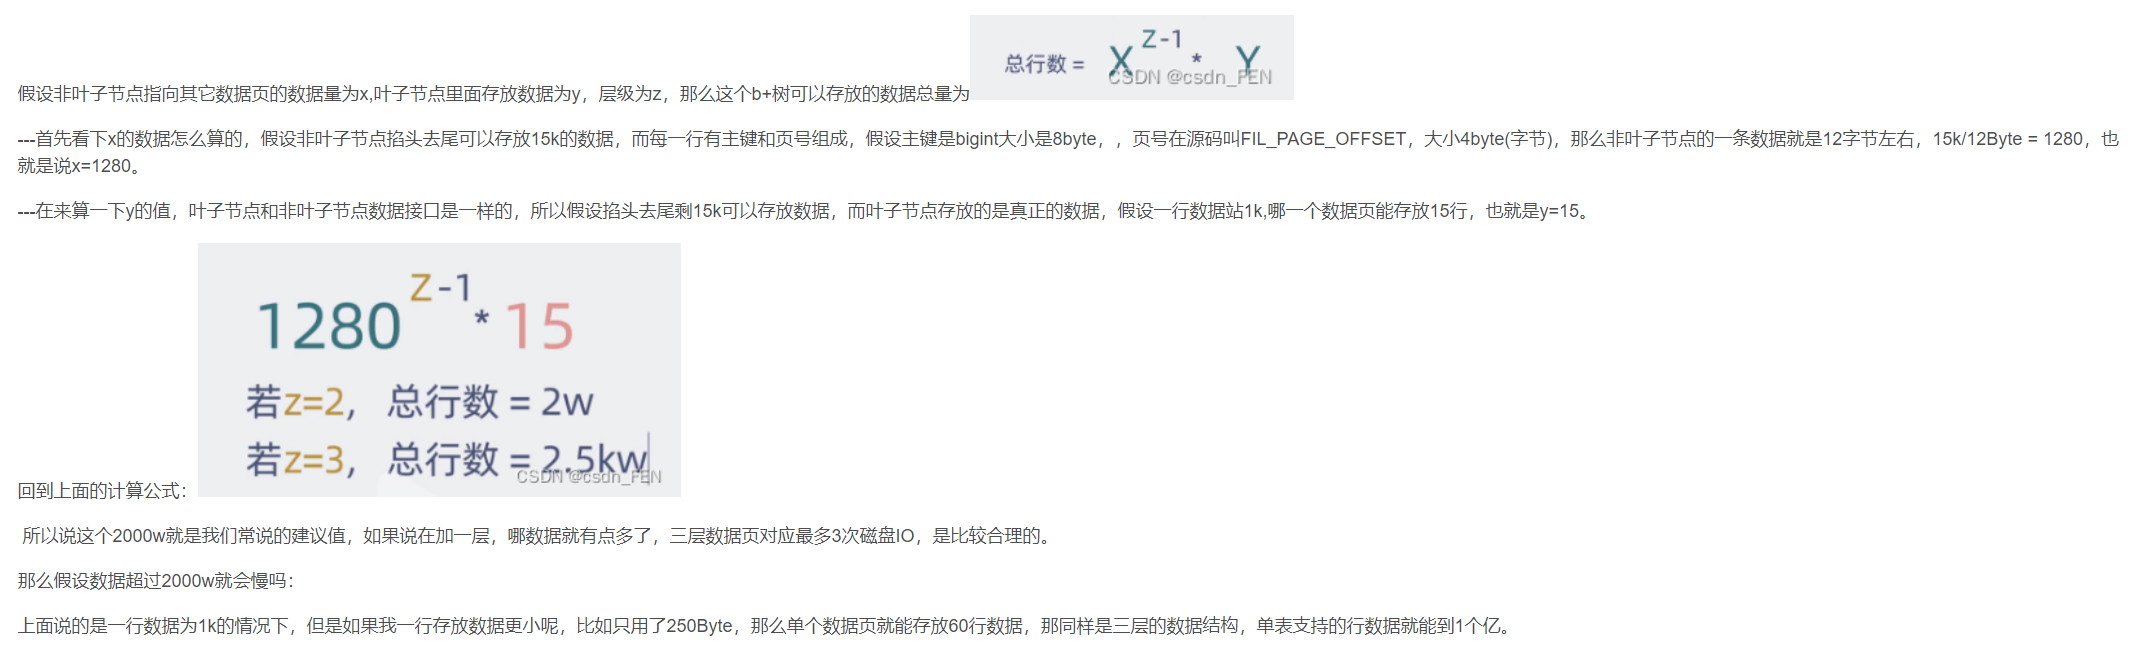 总行数 = X^Z-1 * Y
CSDN @csdn_FEN
假设非叶子节点指向其它数据页的数据量为x,叶子节点里面存放数据为y，层级为z，那么这个b+树可以存放的数据总量为
---首先看下x的数据怎么算的，假设非叶子节点掐头去尾可以存放15k的数据，而每一行有主键和页号组成，假设主键是bigint大小是8byte，，页号在源码叫FIL_PAGE_OFFSET，大小4byte(字节)，那么非叶子节点的一条数据就是12字节左右，15k/12Byte = 1280，也
就是说x=1280。
---在来算一下y的值，叶子节点和非叶子节点数据接口是一样的，所以假设掐头去尾剩15k可以存放数据，而叶子节点存放的是真正的数据，假设一行数据站1k,哪一个数据页能存放15行，也就是y=15。
1280^Z-1 * 15
若z=2，总行数 = 2w
若z=3，总行数 = 2.5kw
CSDN @csdn_FEN
回到上面的计算公式：
所以说这个2000w就是我们常说的建议值，如果说在加一层，哪数据就有点多了，三层数据页对应最多3次磁盘IO，是比较合理的。
那么假设数据超过2000w就会慢吗：
上面说的是一行数据为1k的情况下，但是如果我一行存放数据更小呢，比如只用了250Byte，那么单个数据页就能存放60行数据，那同样是三层的数据结构，单表支持的行数据就能到1个亿。